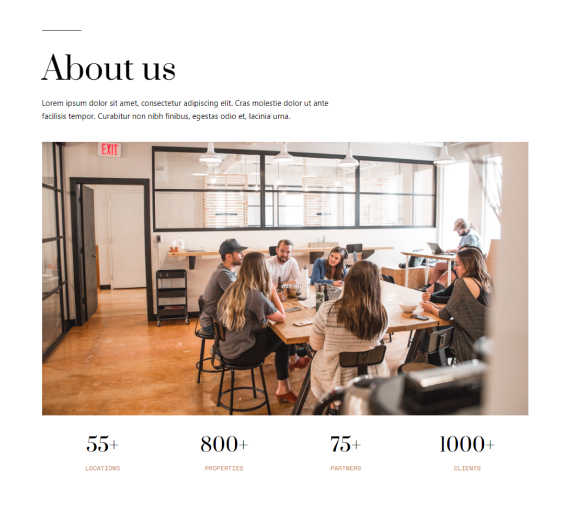 About us
Lorem ipsum dolor sit amet, consectetur adipiscing elit. Cras molestie dolor ut ante
facilisis tempor. Curabitur non nibh finibus, egestas odio et, lacinia urna.
EXIT
55+ 800+ 75+ 1000+
LOCATIONS PROPERTIES PARTNERS CLIENTS